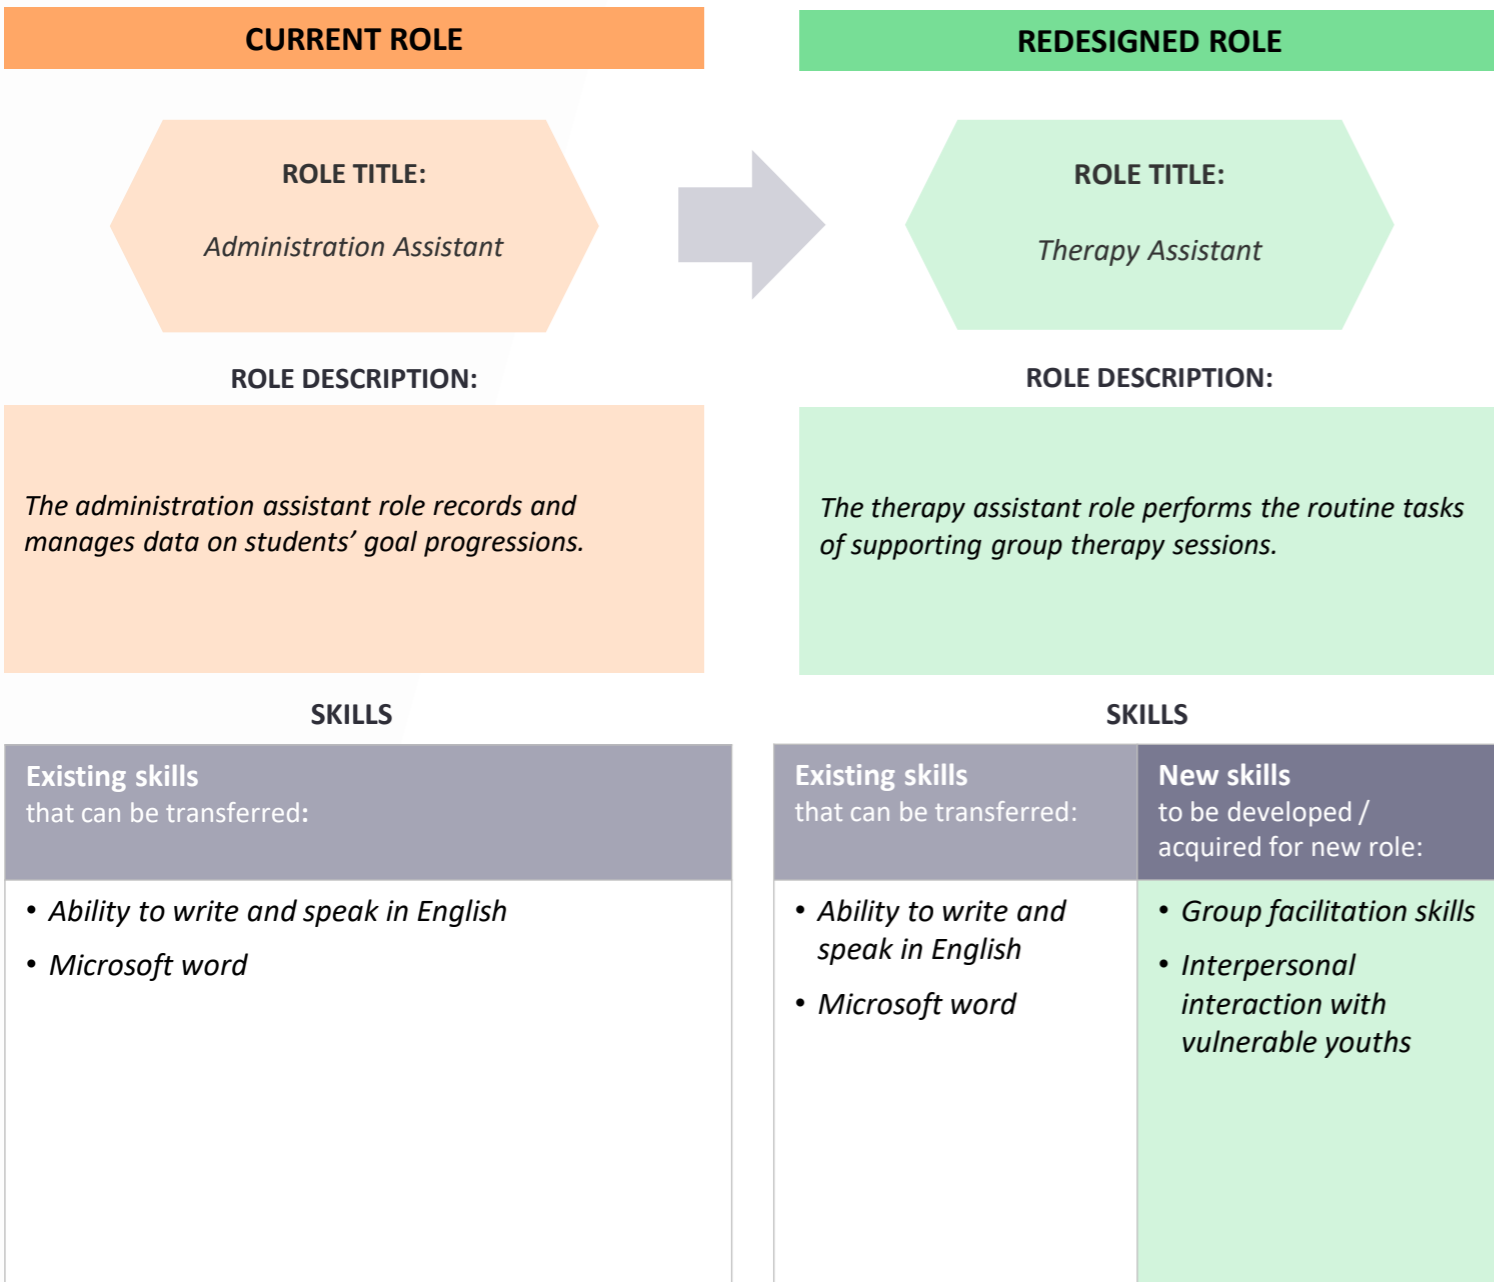 CURRENT ROLE
REDESIGNED ROLE
ROLE TITLE:
Administration Assistant
ROLE TITLE:
Therapy Assistant
ROLE DESCRIPTION:
The administration assistant role records and
manages data on students’ goal progressions.
ROLE DESCRIPTION:
The therapy assistant role performs the routine tasks
of supporting group therapy sessions.
SKILLS
Existing skills
that can be transferred:
• Ability to write and speak in English
• Microsoft word
SKILLS
Existing skills
that can be transferred:
• Ability to write and
speak in English
• Microsoft word
New skills
to be developed /
acquired for new role:
• Group facilitation skills
• Interpersonal
interaction with
vulnerable youths